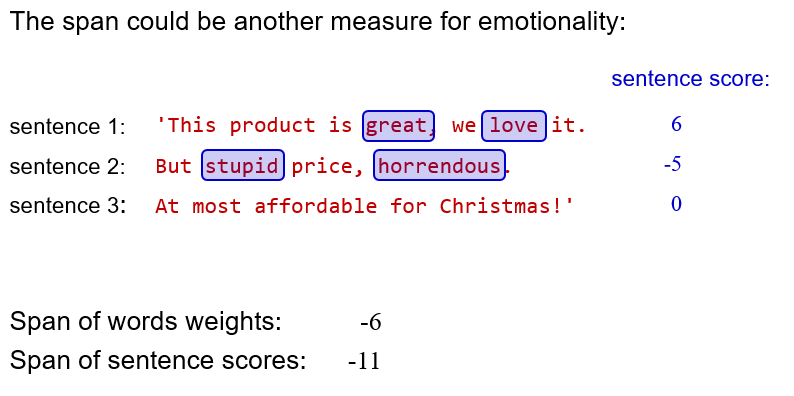 The span could be another measure for emotionality:
sentence score:
sentence 1: 'This product is great, we love it. 6
sentence 2: But stupid price, horrendous. -5
sentence 3: At most affordable for Christmas!' 0
Span of words weights: -6
Span of sentence scores: -11